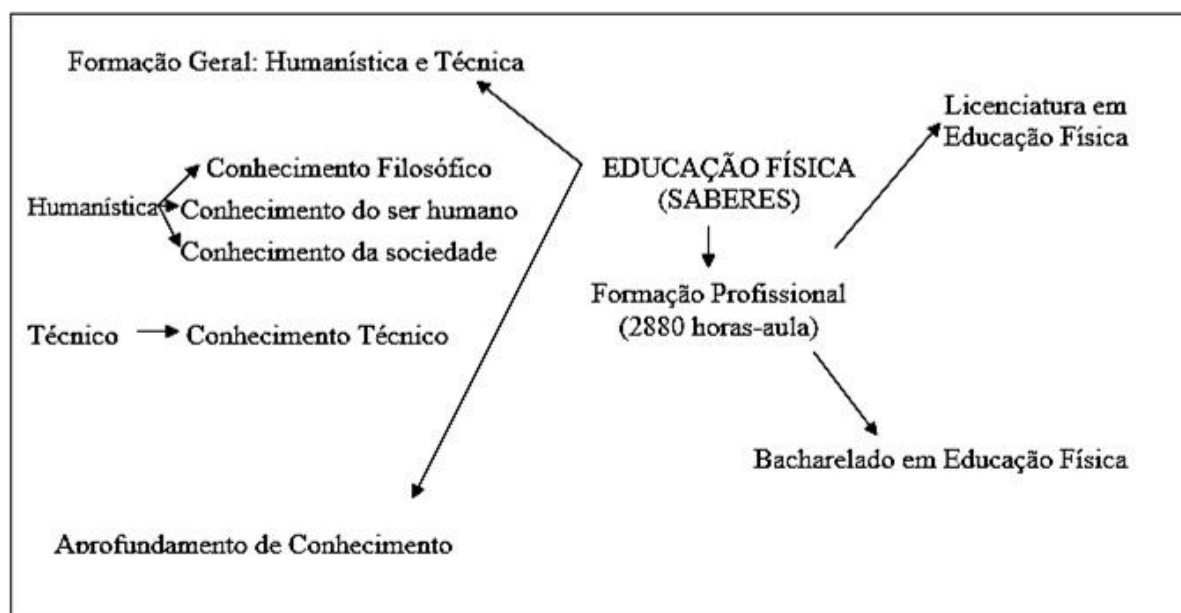 Formação Geral: Humanística e Técnica
Licenciatura em
Educação Física
EDUCAÇÃO FÍSICA
(SABERES)
Conhecimento Filosófico
Humanística
Conhecimento do ser humano
Conhecimento da sociedade
Formação Profissional
(2880 horas-aula)
Técnico
Conhecimento Técnico
Bacharelado em Educação Física
Aprofundamento de Conhecimento